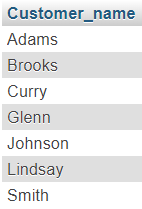 Customer_name
Adams
Brooks
Curry
Glenn
Johnson
Lindsay
Smith